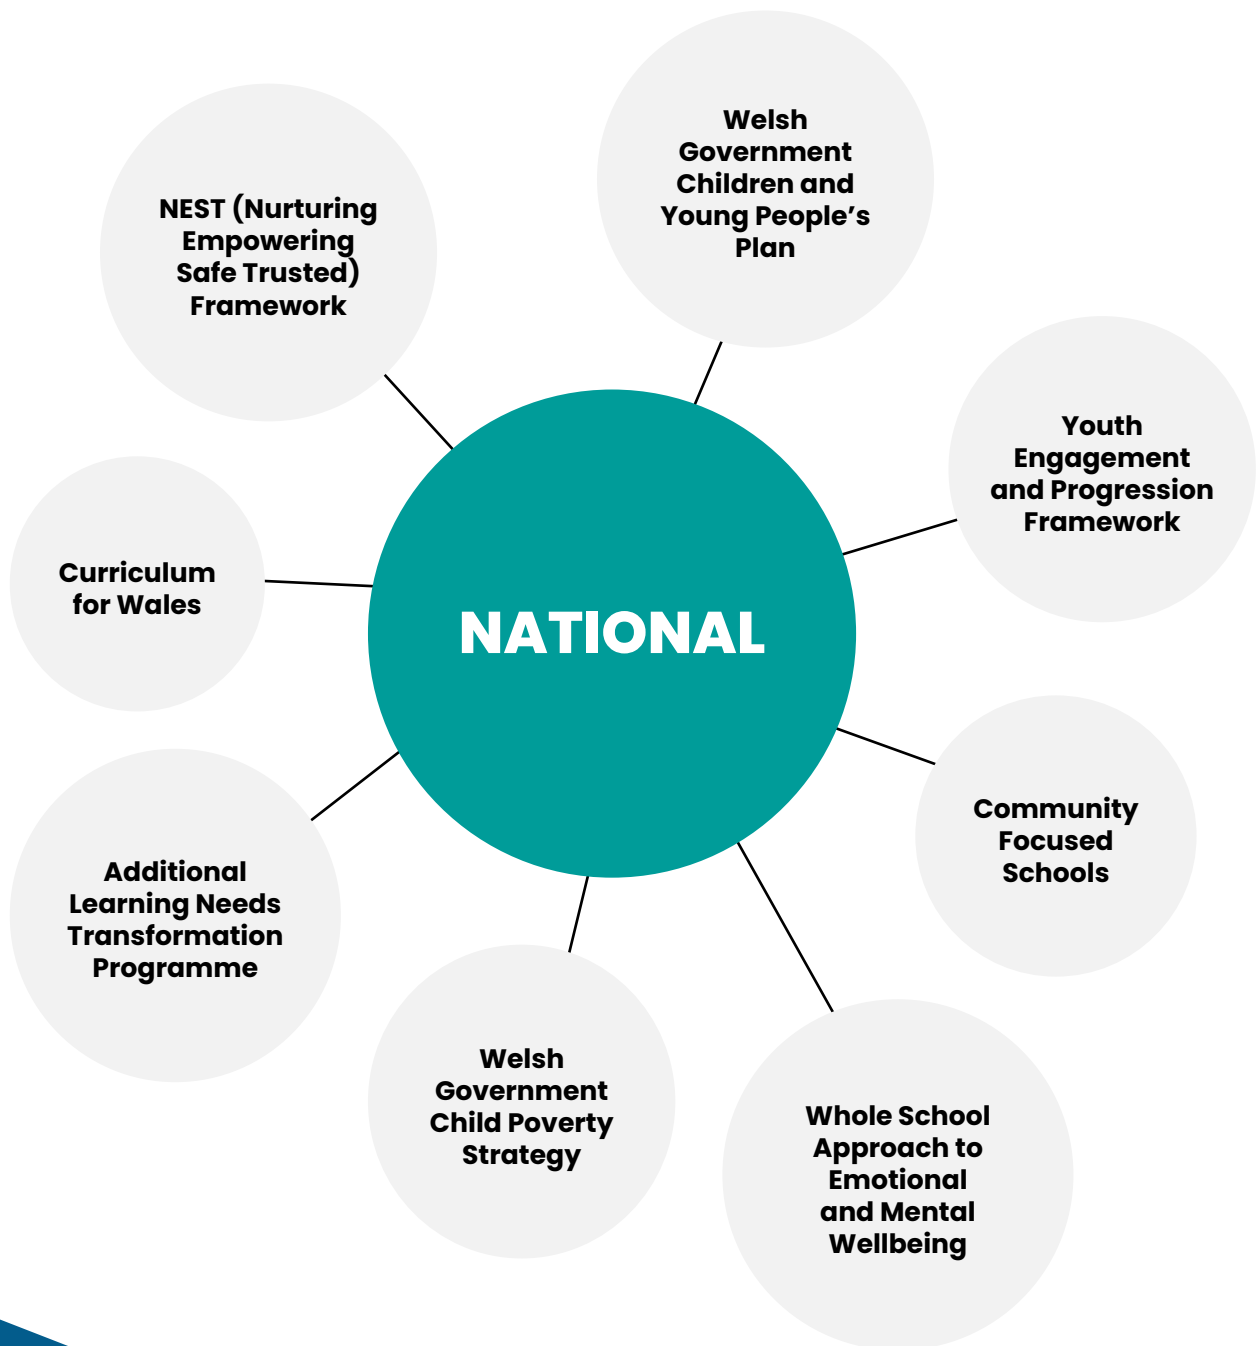 Welsh
Government
Children and
Young People’s
Plan
NEST (Nurturing
Empowering
Safe Trusted)
Framework
Youth
Engagement
and Progression
Framework
Curriculum
for Wales
NATIONAL
Community
Focused
Schools
Additional
Learning Needs
Transformation
Programme
Welsh
Government
Child Poverty
Strategy
Whole School
Approach to
Emotional
and Mental
Wellbeing